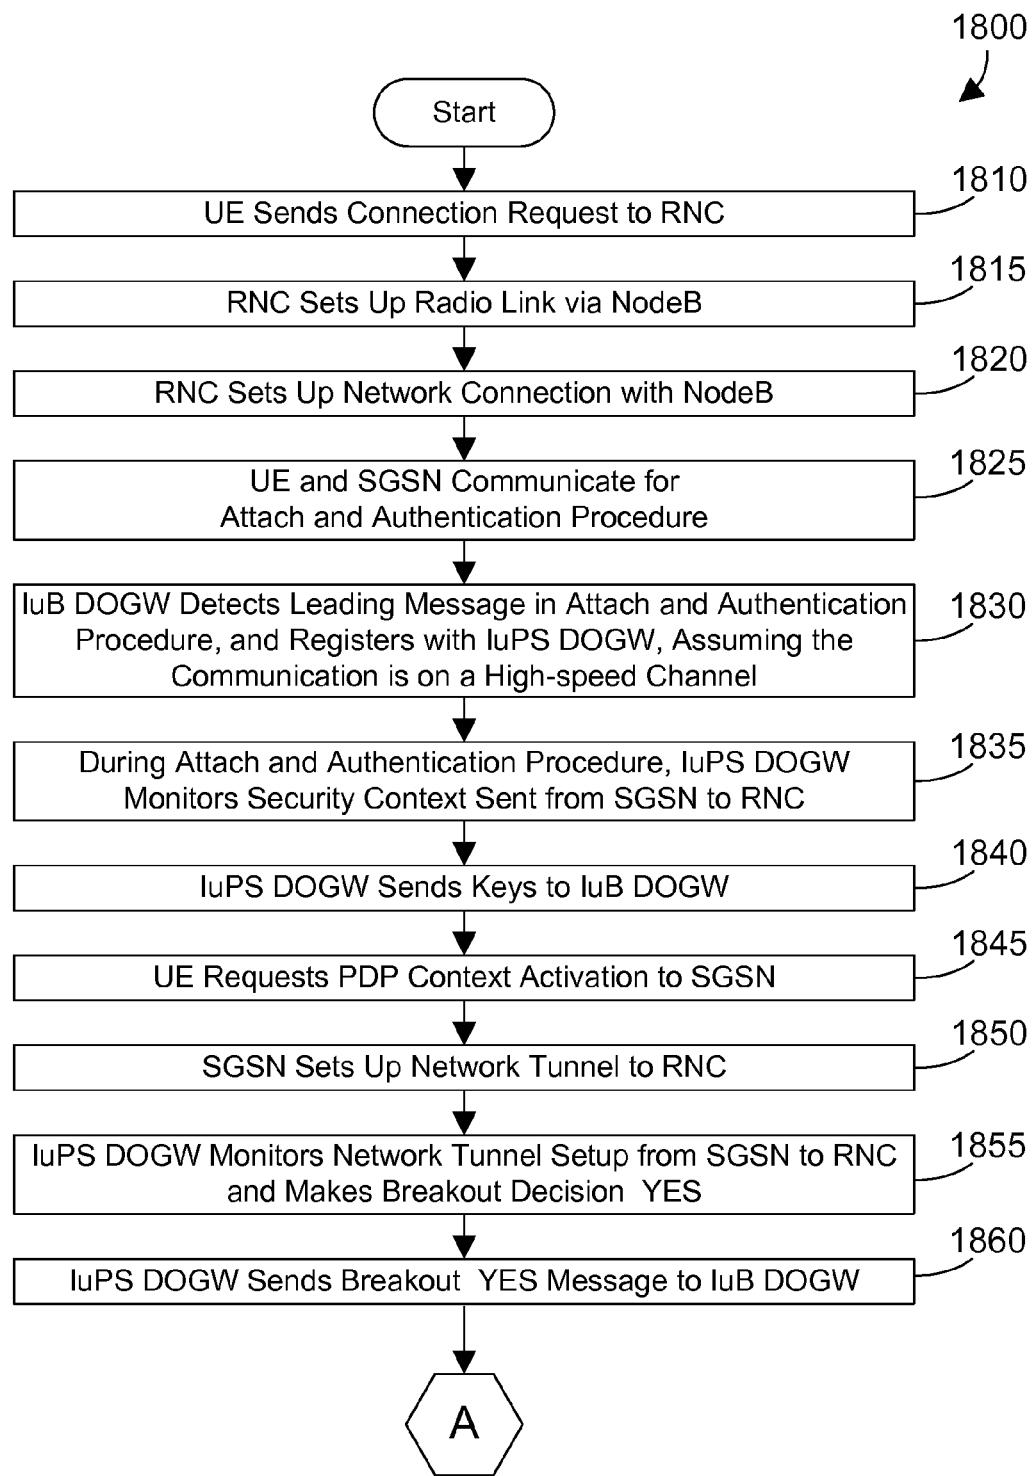 1800
Start
1810
UE Sends Connection Request to RNC
1815
RNC Sets Up Radio Link via NodeB
1820
RNC Sets Up Network Connection with NodeB
1825
UE and SGSN Communicate for
Attach and Authentication Procedure
1830
IuB DOGW Detects Leading Message in Attach and Authentication
Procedure, and Registers with IuPS DOGW, Assuming the
Communication is on a High-speed Channel
1835
During Attach and Authentication Procedure, IuPS DOGW
Monitors Security Context Sent from SGSN to RNC
1840
IuPS DOGW Sends Keys to IuB DOGW
1845
UE Requests PDP Context Activation to SGSN
1850
SGSN Sets Up Network Tunnel to RNC
1855
IuPS DOGW Monitors Network Tunnel Setup from SGSN to RNC
and Makes Breakout Decision YES
1860
IuPS DOGW Sends Breakout YES Message to IuB DOGW
A